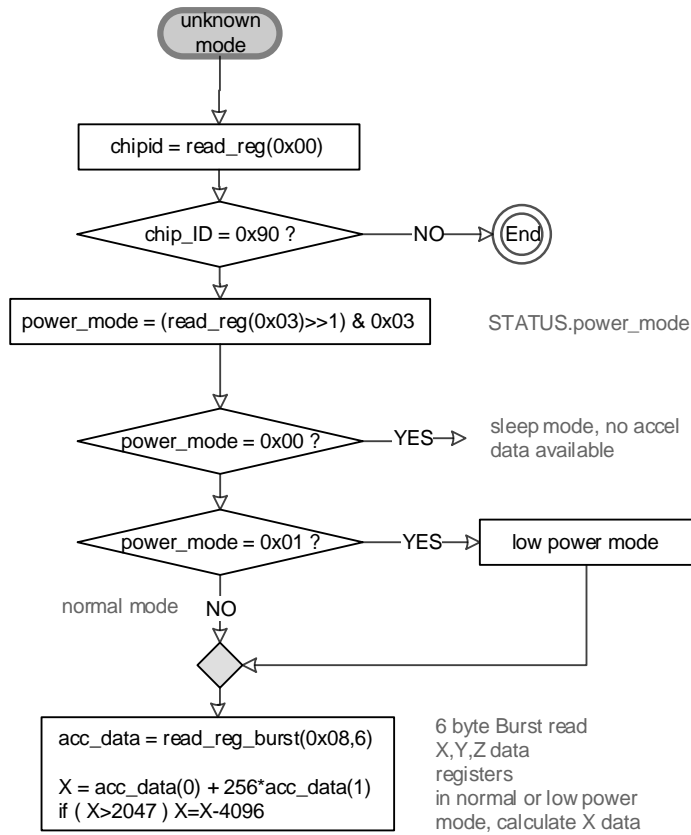 unknown
mode
chipid = read_reg(0x00)
chip_ID = 0x90 ?
NO
End
power_mode = (read_reg(0x03)>>1) & 0x03
STATUS.power_mode
power_mode = 0x00 ?
YES
sleep mode, no accel
data available
power_mode = 0x01 ?
YES
low power mode
normal mode
NO
acc_data = read_reg_burst(0x08,6)
X = acc_data(0) + 256*acc_data(1)
if ( X>2047 ) X=X-4096
6 byte Burst read
X,Y,Z data
registers
in normal or low power
mode, calculate X data